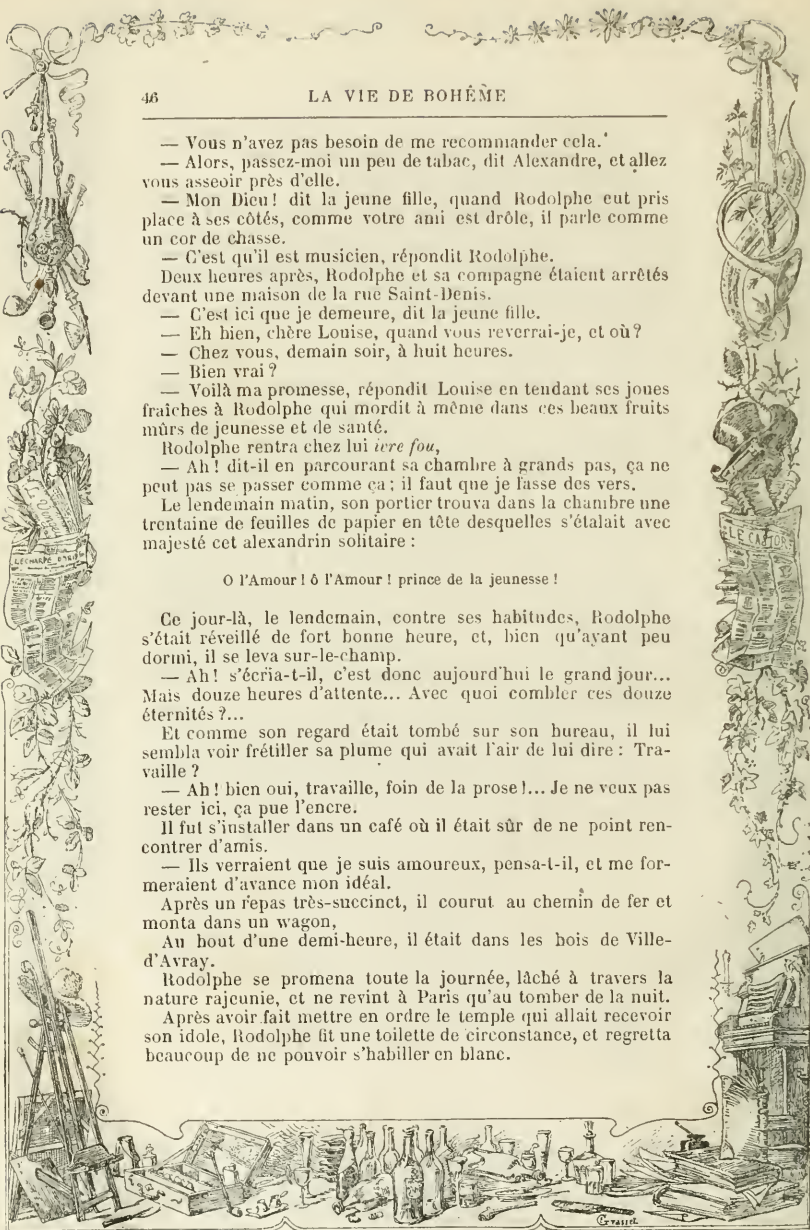 46 LA VIE DE BOHÊME
— Vous n'avez pas besoin de me recommander cela.
— Alors, passez-moi un peu de tabac, dit Alexandre, et allez
vous asseoir près d'elle.
— Mon Dieu ! dit la jeune fille, quand Rodolphe eut pris
place à ses côtés, comme votre ami est drôle, il parle comme
un cor de chasse.
— C'est qu'il est musicien, répondit Rodolphe.
Deux heures après, Rodolphe et sa compagne étaient arrêtés
devant une maison de la rue Saint-Denis.
— C'est ici que je demeure, dit la jeune fille.
— Eh bien, chère Louise, quand vous reverrai-je, et où ?
— Chez vous, demain soir, à huit heures.
— Bien vrai ?
— Voilà ma promesse, répondit Louise en tendant ses joues
fraîches à Rodolphe qui mordit à même dans ces beaux fruits
mûrs de jeunesse et de santé.
Rodolphe rentra chez lui ivre fou,
— Ah ! dit-il en parcourant sa chambre à grands pas, ça ne
peut pas se passer comme ça ; il faut que je fasse des vers.
Le lendemain matin, son portier trouva dans la chambre une
trentaine de feuilles de papier en tête desquelles s'étalait avec
majesté cet alexandrin solitaire :
O l'Amour ! ô l'Amour ! prince de la jeunesse !
Ce jour-là, le lendemain, contre ses habitudes, Rodolphe
s'était réveillé de fort bonne heure, et, bien qu'ayant peu
dormi, il se leva sur-le-champ.
— Ah ! s'écria-t-il, c'est donc aujourd'hui le grand jour...
Mais douze heures d'attente... Avec quoi combler ces douze
éternités ?...
Et comme son regard était tombé sur son bureau, il lui
sembla voir frétiller sa plume qui avait l'air de lui dire : Tra-
vaille ?
— Ah ! bien oui, travaille, foin de la prose !... Je ne veux pas
rester ici, ça pue l'encre.
Il fut s'installer dans un café où il était sûr de ne point ren-
contrer d'amis.
— Ils verraient que je suis amoureux, pensa-t-il, et me for-
meraient d'avance mon idéal.
Après un repas très-succinct, il courut au chemin de fer et
monta dans un wagon,
Au bout d'une demi-heure, il était dans les bois de Ville-
d'Avray.
Rodolphe se promena toute la journée, lâché à travers la
nature rajeunie, et ne revint à Paris qu'au tomber de la nuit.
Après avoir fait mettre en ordre le temple qui allait recevoir
son idole, Rodolphe fit une toilette de circonstance, et regretta
beaucoup de ne pouvoir s'habiller en blanc.
L'ECHARPE D'IRIS
LE CASTOR
Grasset